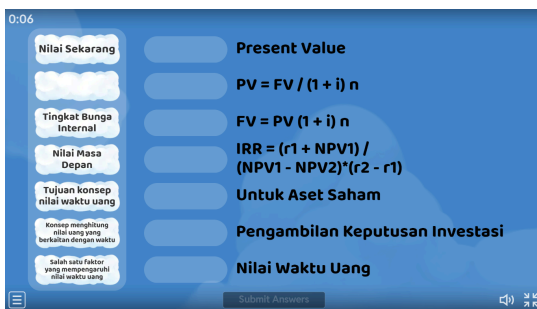 0:06
Nilai Sekarang
Present Value
PV = FV / (1 + i) n
Tingkat Bunga
Internal
FV = PV (1 + i) n
Nilai Masa
Depan
IRR = (r1 + NPV1) /
(NPV1 - NPV2)*(r2 - r1)
Tujuan konsep
nilai waktu uang
Untuk Aset Saham
Konsep menghitung
nilai uang yang
berkaitan dengan waktu
Pengambilan Keputusan Investasi
Salah satu faktor
yang mempengaruhi
nilai waktu uang
Nilai Waktu Uang
Submit Answers